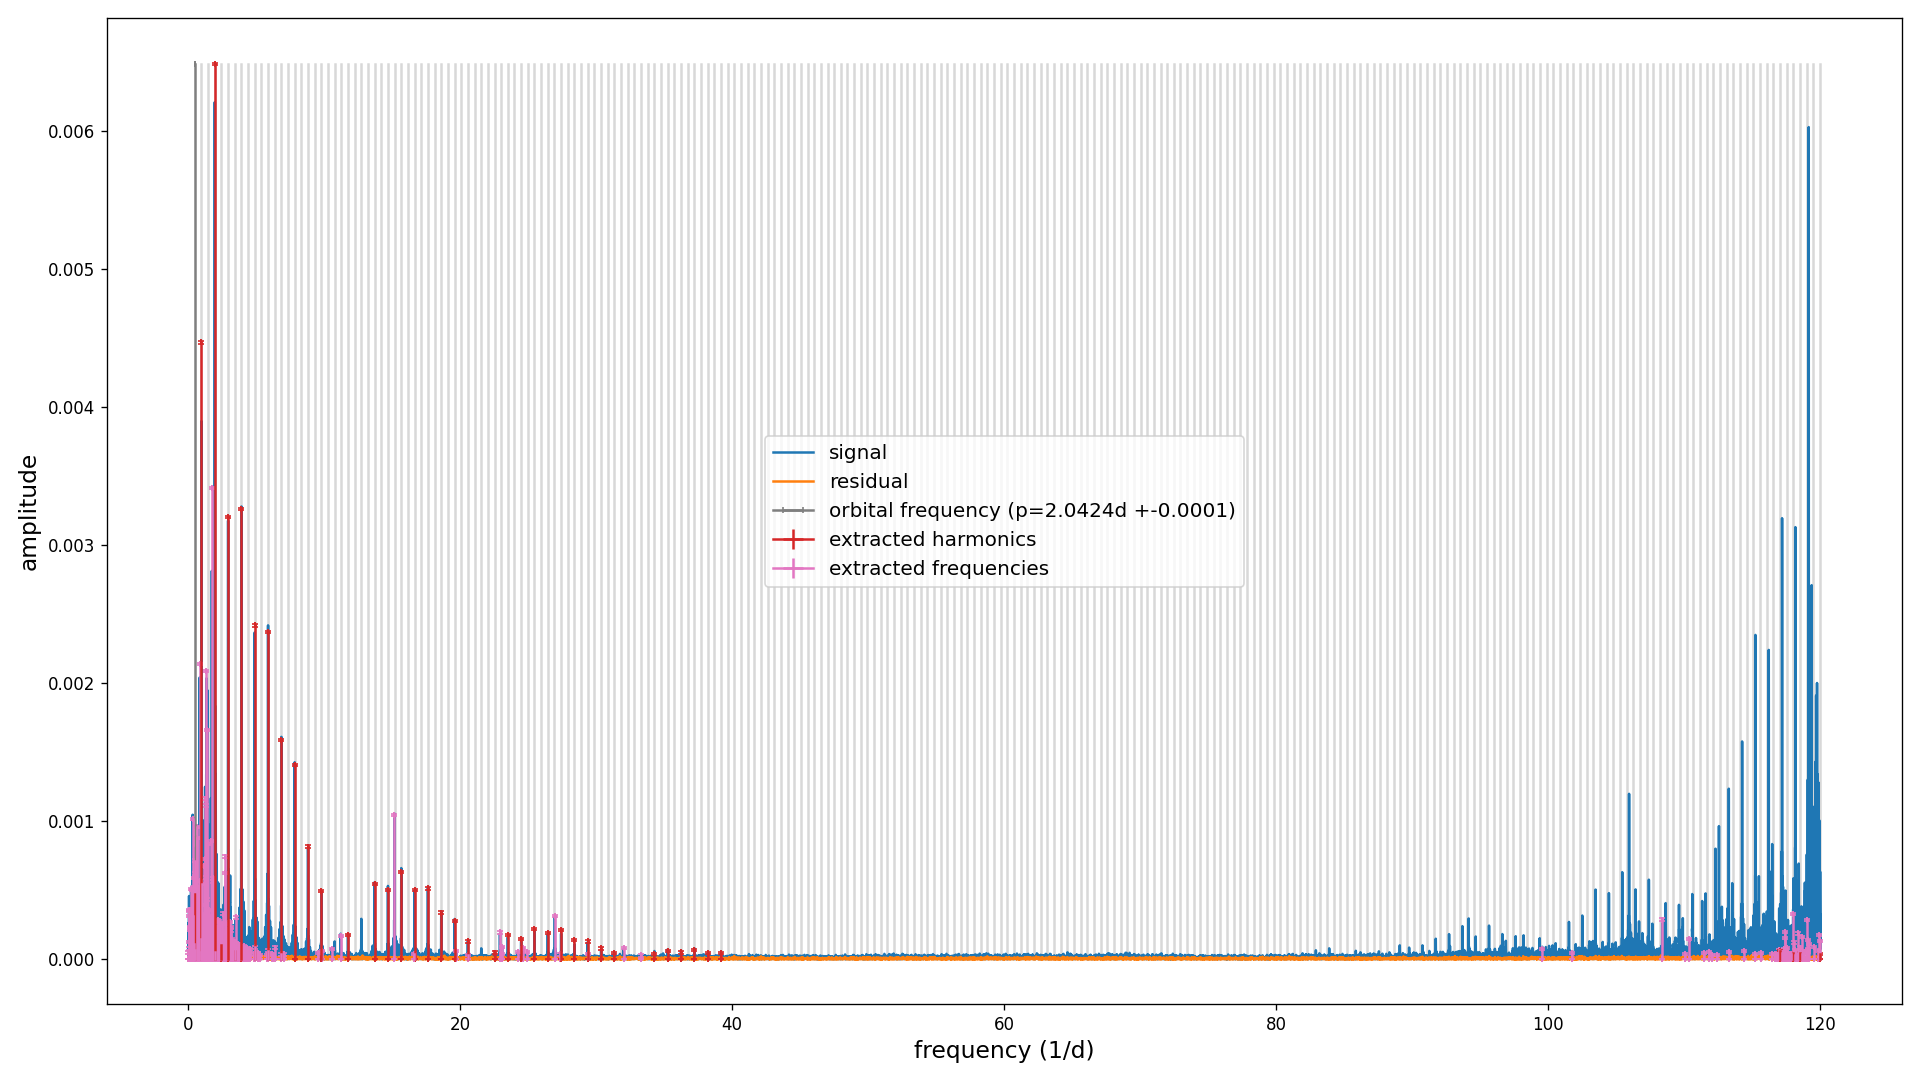 0.006
0.005
0.004
0.003
0.002
0.001
0.000
amplitude
signal
residual
orbital frequency (p=2.0424d +-0.0001)
extracted harmonics
extracted frequencies
0 20 40 60 80 100 120
frequency (1/d)